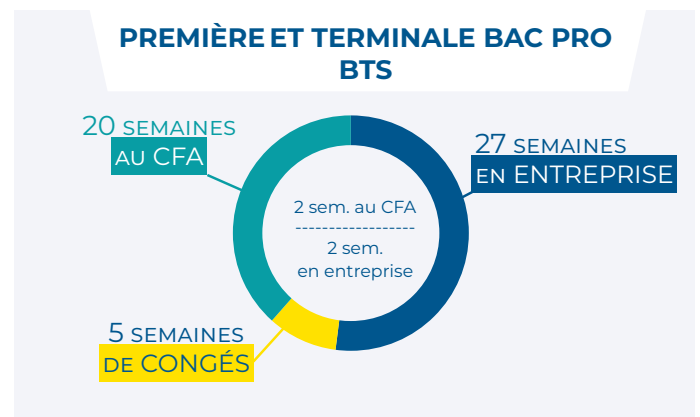 PREMIÈRE ET TERMINALE BAC PRO
BTS
20 SEMAINES
AU CFA
27 SEMAINES
EN ENTREPRISE
2 sem. au CFA
------------------
2 sem.
en entreprise
5 SEMAINES
DE CONGÉS